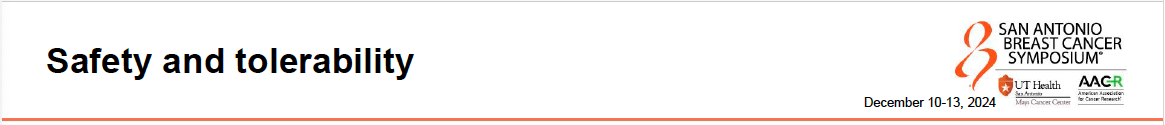 Safety and tolerability
SAN ANTONIO
BREAST CANCER
SYMPOSIUM®
UT Health
San Antonio
Mays Cancer Center
AACR
American Association
for Cancer Research®
December 10-13, 2024